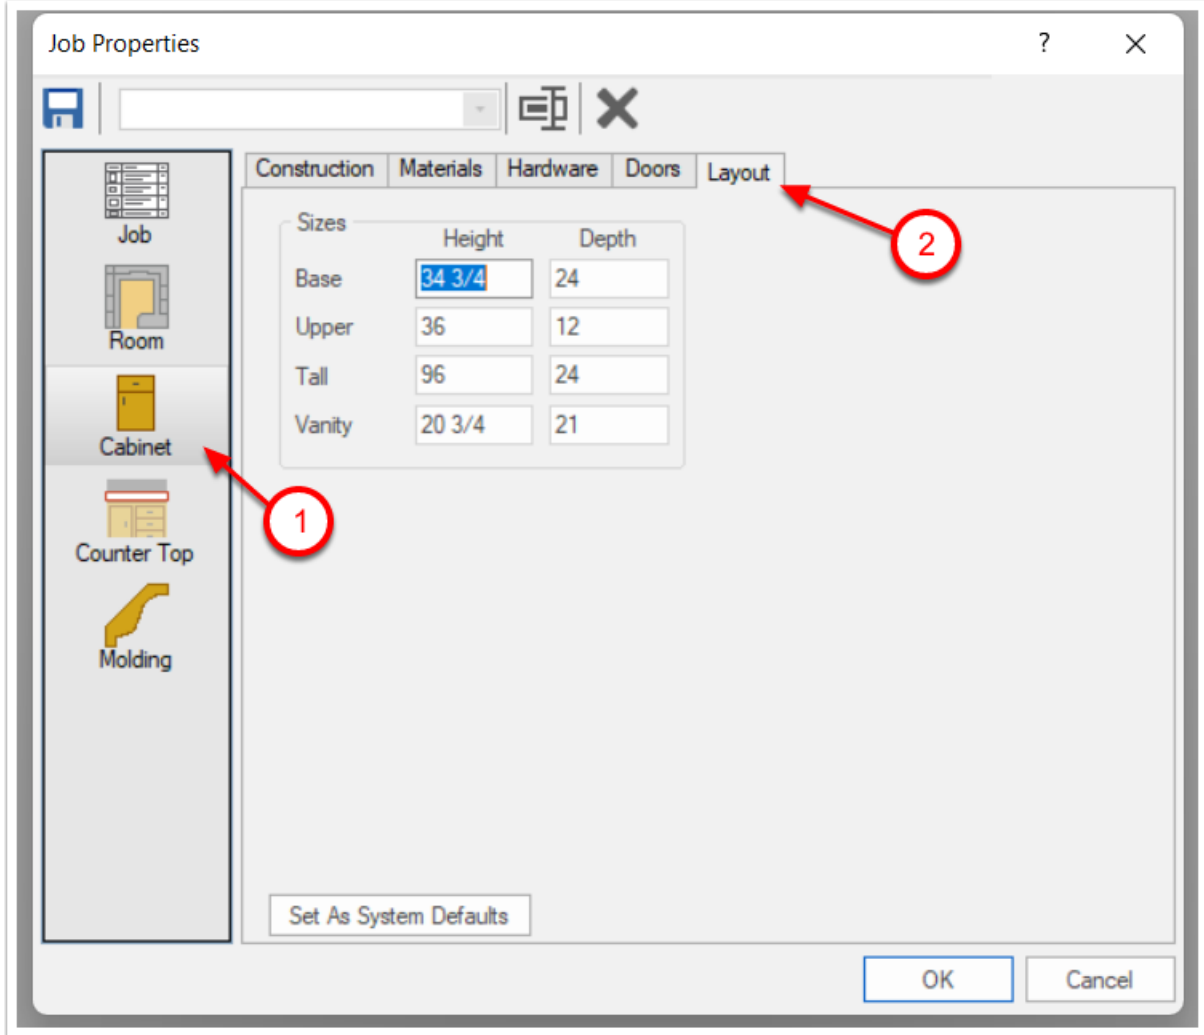 Job Properties ?
Construction Materials Hardware Doors Layout
Job
Room
Cabinet
Counter Top
Molding
Sizes
Height Depth
Base 34 3/4 24
Upper 36 12
Tall 96 24
Vanity 20 3/4 21
1
2
Set As System Defaults
OK Cancel